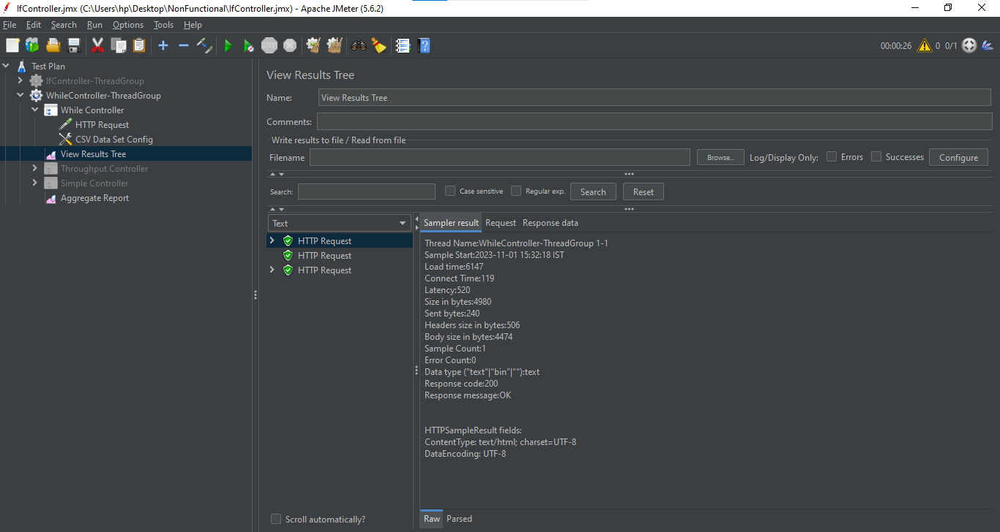 IfController.jmx (C:\Users\hp\Desktop\NonFunctional\IfController.jmx) - Apache JMeter (5.6.2)
File Edit Search Run Options Tools Help
STOP 00:00:26 0 0/1
Test Plan
IfController-ThreadGroup
WhileController-ThreadGroup
While Controller
HTTP Request
CSV Data Set Config
View Results Tree
Throughput Controller
Simple Controller
Aggregate Report
View Results Tree
Name: View Results Tree
Comments:
Write results to file / Read from file
Filename Browse... Log/Display Only: Errors Successes Configure
Search: Case sensitive Regular exp. Search Reset
Text
HTTP Request
HTTP Request
HTTP Request
Scroll automatically?
Sampler result Request Response data
Thread Name:WhileController-ThreadGroup 1-1
Sample Start:2023-11-01 15:32:18 IST
Load time:6147
Connect Time:119
Latency:520
Size in bytes:4980
Sent bytes:240
Headers size in bytes:506
Body size in bytes:4474
Sample Count:1
Error Count:0
Data type ("text"|"bin"|""):text
Response code:200
Response message:OK
HTTPSampleResult fields:
ContentType: text/html; charset=UTF-8
DataEncoding: UTF-8
Raw Parsed